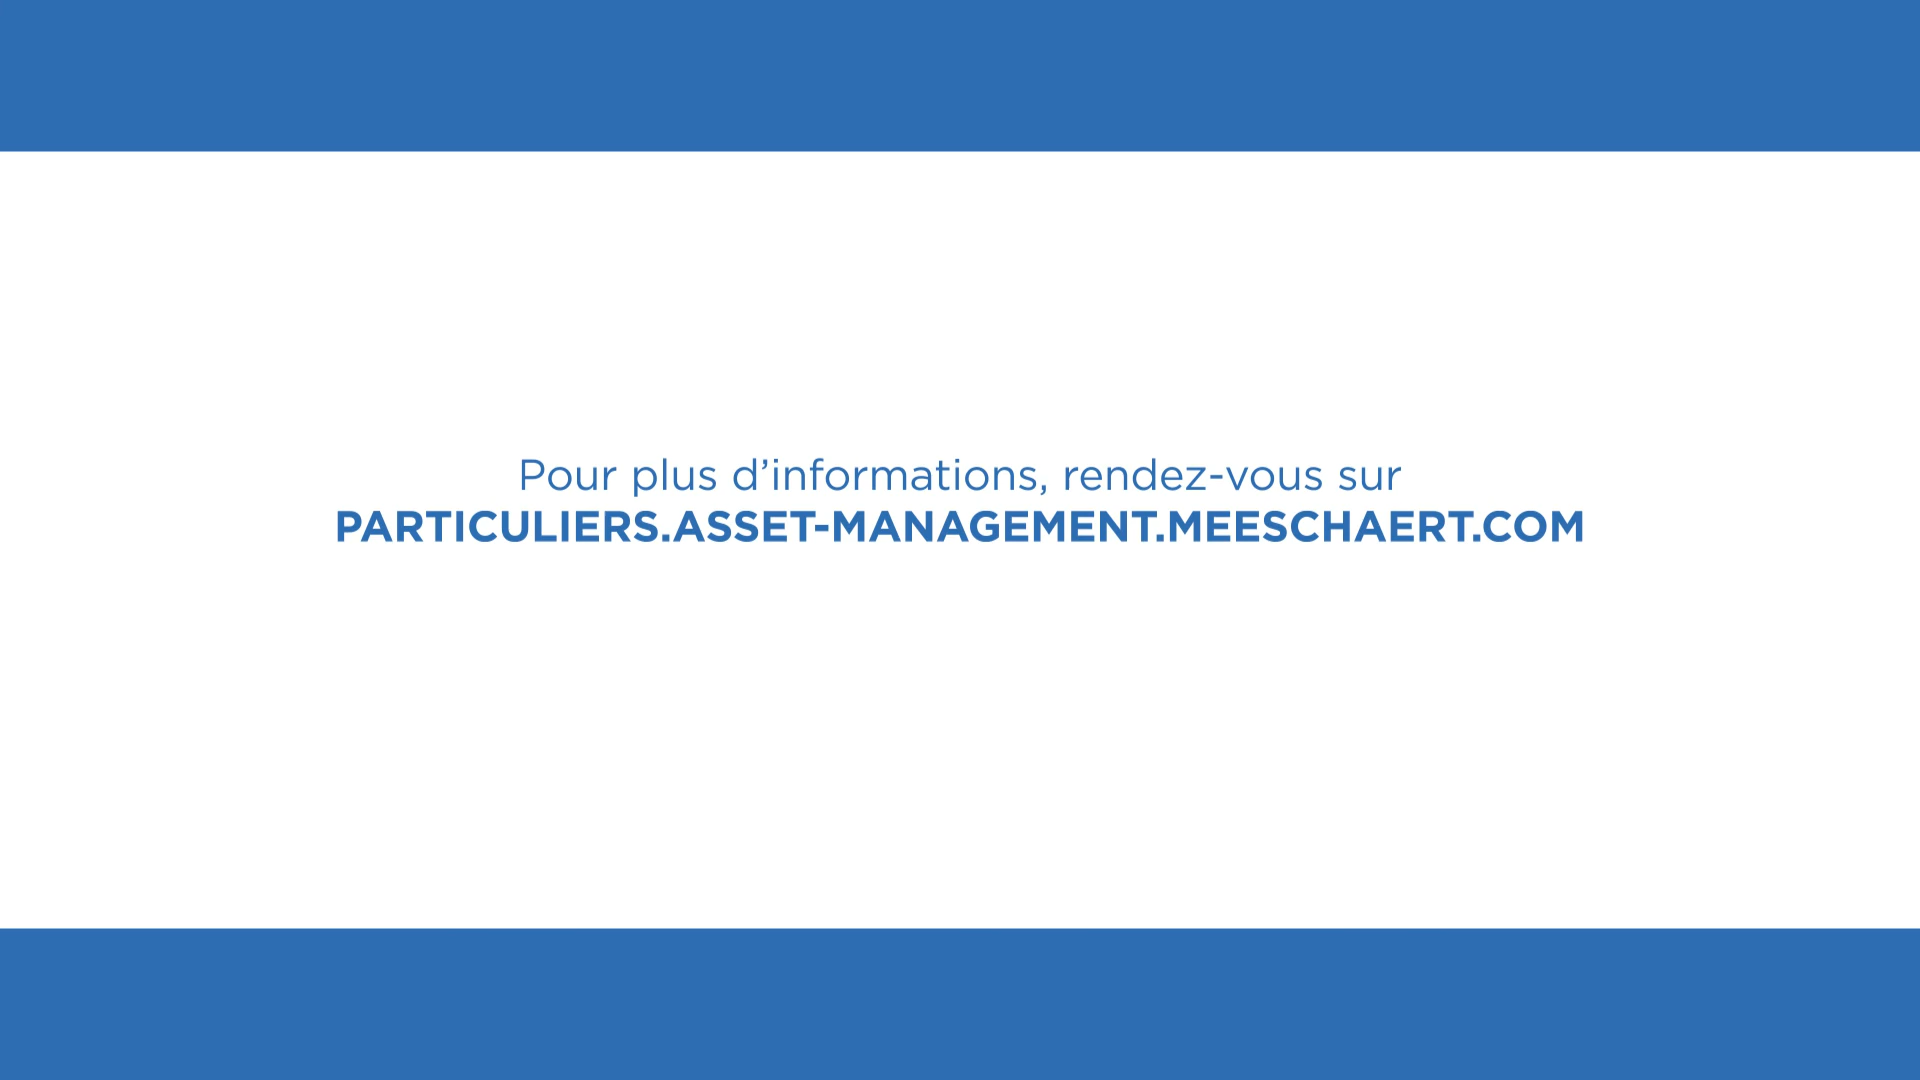 Pour plus d’informations, rendez-vous sur
PARTICULIERS.ASSET-MANAGEMENT.MEESCHAERT.COM